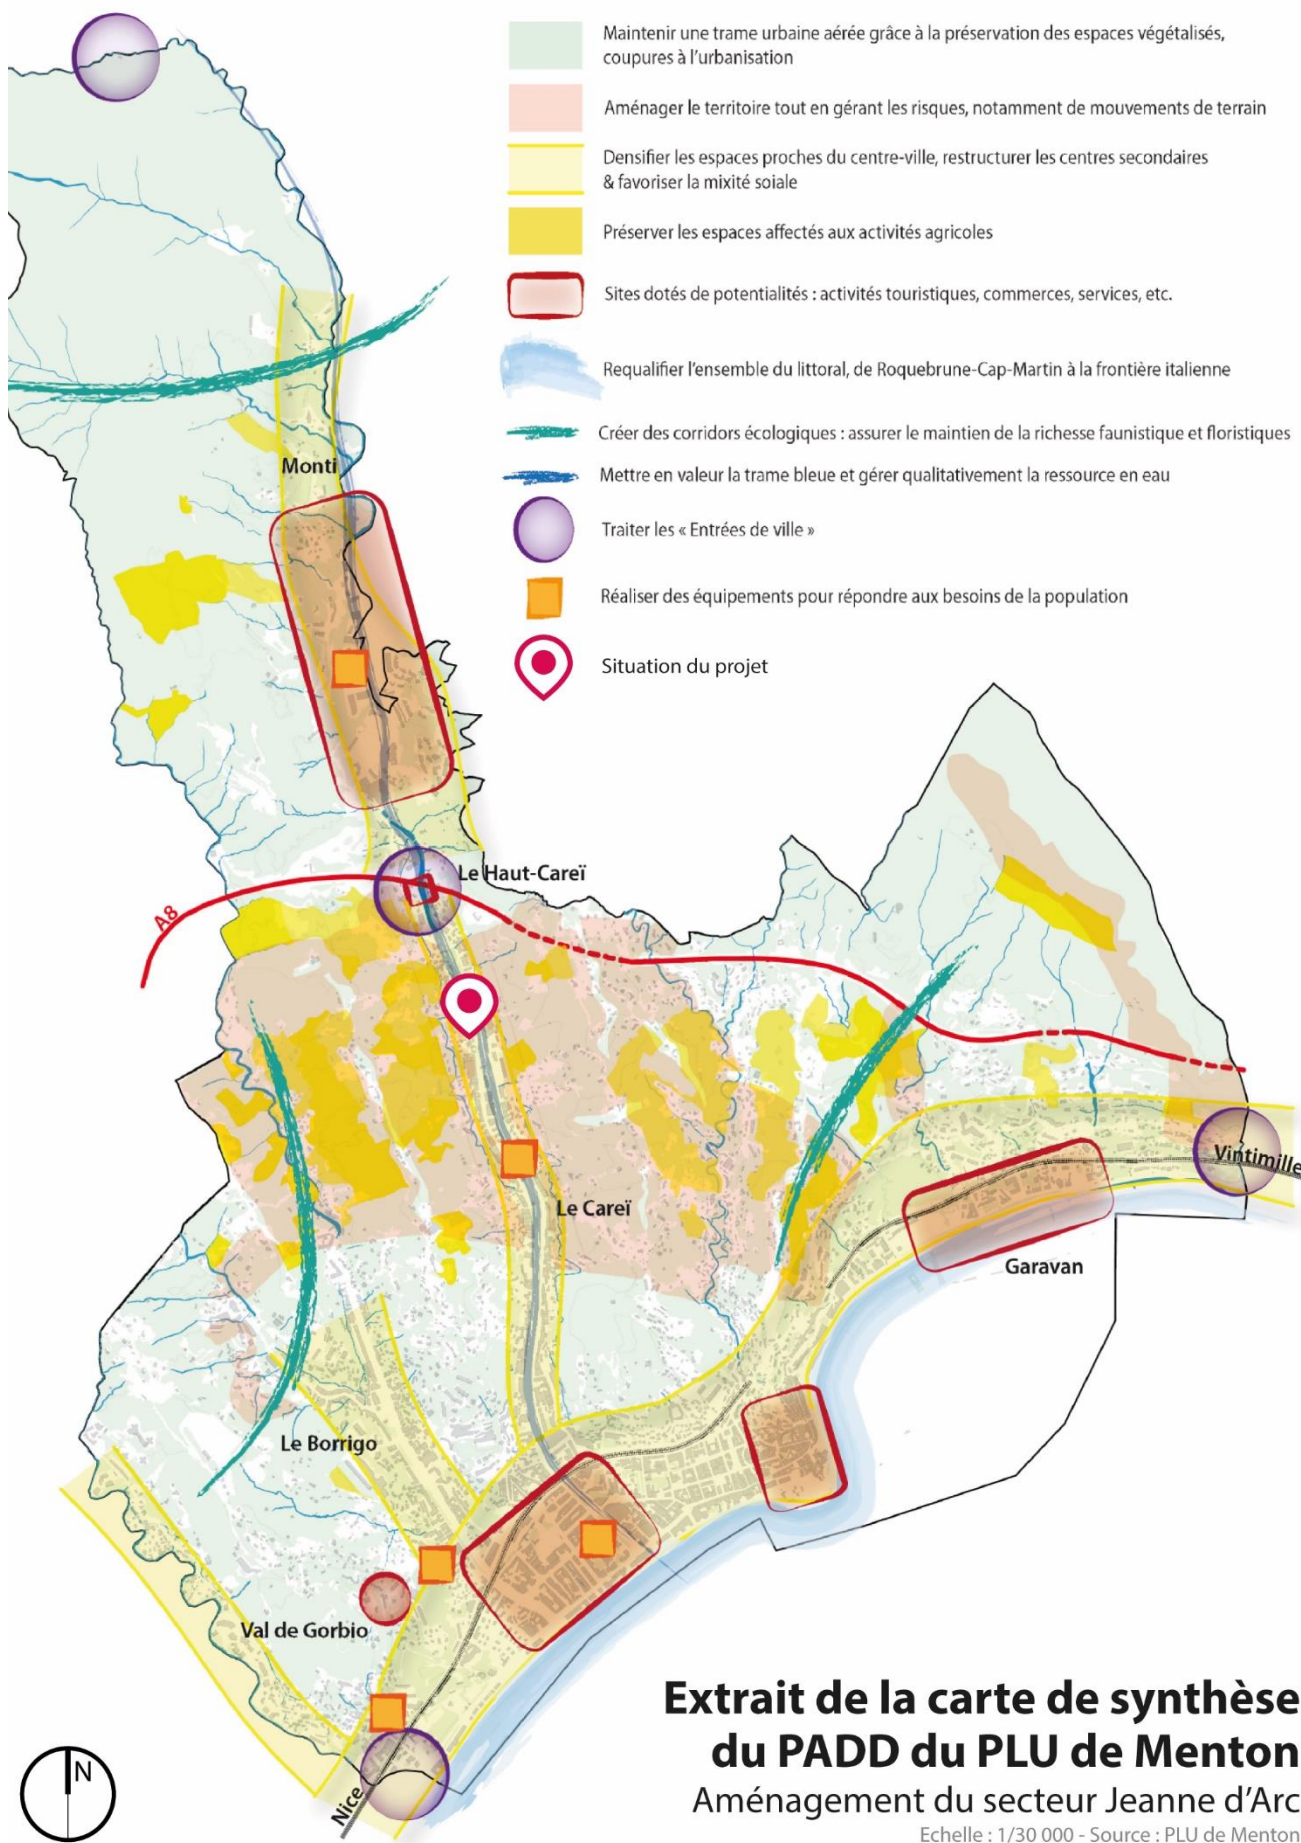 Maintenir une trame urbaine aérée grâce à la préservation des espaces végétalisés,
coupures à l'urbanisation
Aménager le territoire tout en gérant les risques, notamment de mouvements de terrain
Densifier les espaces proches du centre-ville, restructurer les centres secondaires
& favoriser la mixité soiale
Préserver les espaces affectés aux activités agricoles
Sites dotés de potentialités : activités touristiques, commerces, services, etc.
Requalifier l'ensemble du littoral, de Roquebrune-Cap-Martin à la frontière italienne
Créer des corridors écologiques : assurer le maintien de la richesse faunistique et floristiques
Mettre en valeur la trame bleue et gérer qualitativement la ressource en eau
Traiter les « Entrées de ville »
Réaliser des équipements pour répondre aux besoins de la population
Situation du projet
Monti
Le Haut-Careï
A8
Vintimille
Le Careï
Garavan
Le Borrigo
Val de Gorbio
Nice
N
Extrait de la carte de synthèse
du PADD du PLU de Menton
Aménagement du secteur Jeanne d'Arc
Echelle : 1/30 000 - Source : PLU de Menton